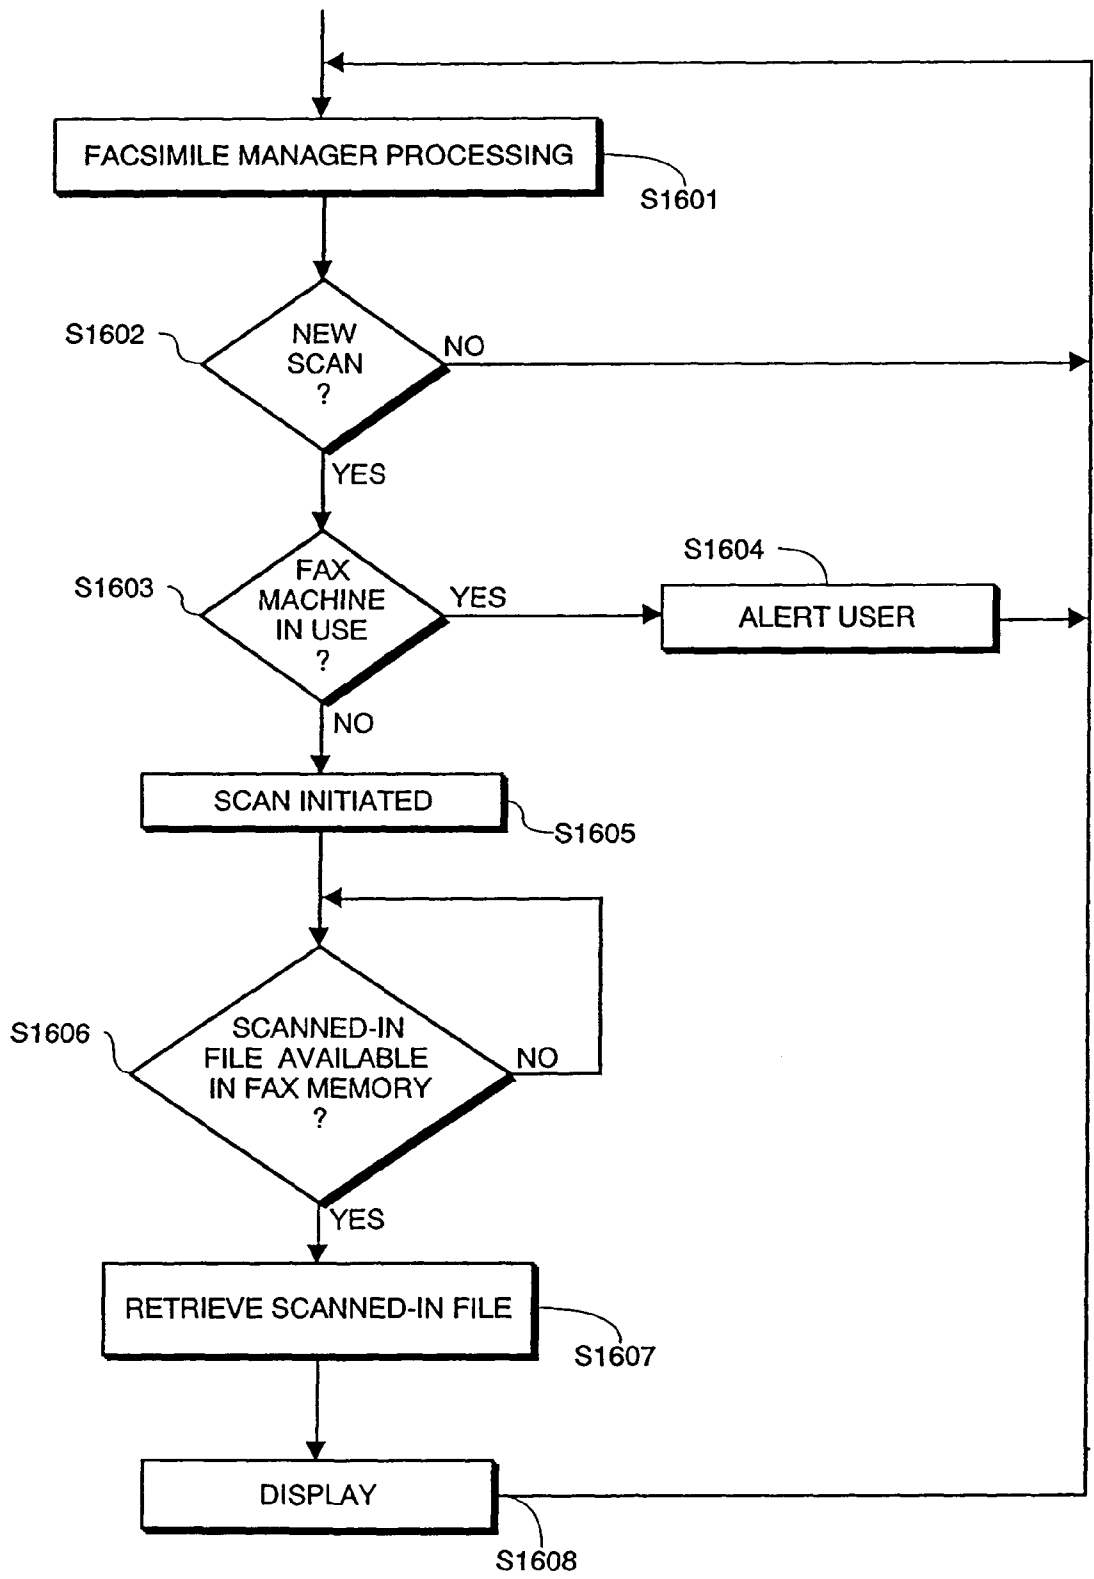 FACSIMILE MANAGER PROCESSING
S1601
S1602
NEW
SCAN
?
NO
YES
S1603
FAX
MACHINE
IN USE
?
YES
S1604
ALERT USER
NO
SCAN INITIATED
S1605
S1606
SCANNED-IN
FILE AVAILABLE
IN FAX MEMORY
?
NO
YES
RETRIEVE SCANNED-IN FILE
S1607
DISPLAY
S1608